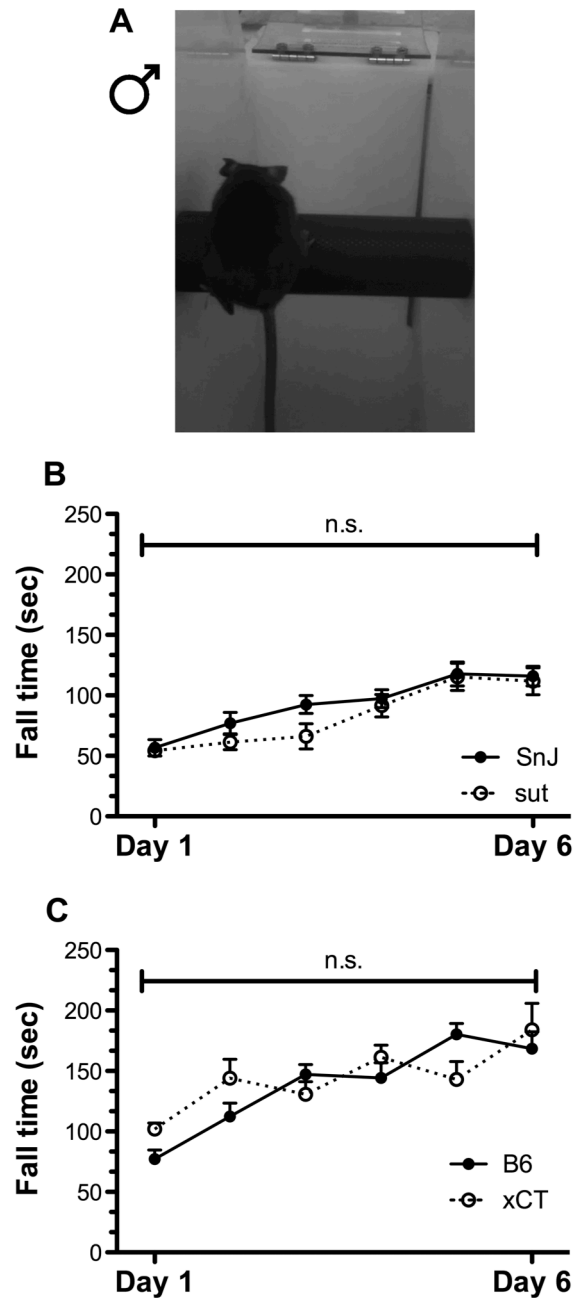 A
♂
B
250
n.s.
200
150
100
50
0
Fall time (sec)
SnJ
sut
Day 1 Day 6
C
250
n.s.
200
150
100
50
0
Fall time (sec)
B6
xCT
Day 1 Day 6